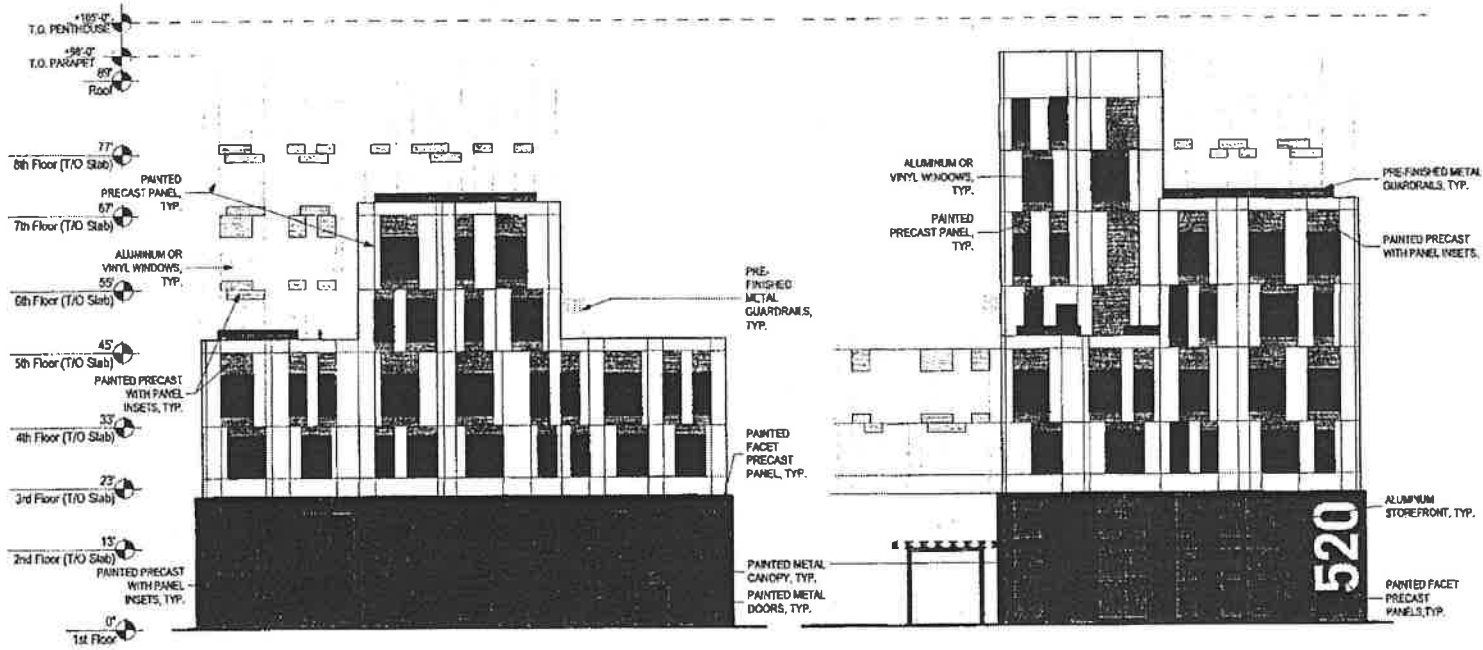 +105'-0"
T.O. PENTHOUSE
+98'-0"
T.O. PARAPET
89'
Roof
77'
8th Floor (T/O Slab)
67'
7th Floor (T/O Slab)
55'
6th Floor (T/O Slab)
45'
5th Floor (T/O Slab)
33'
4th Floor (T/O Slab)
23'
3rd Floor (T/O Slab)
13'
2nd Floor (T/O Slab)
0'
1st Floor
PAINTED
PRECAST PANEL,
TYP.
ALUMINUM OR
VINYL WINDOWS,
TYP.
PAINTED PRECAST
WITH PANEL
INSETS, TYP.
PAINTED PRECAST
WITH PANEL
INSETS, TYP.
PRE-
FINISHED
METAL
GUARDRAILS,
TYP.
PAINTED
FACET
PRECAST
PANEL, TYP.
PAINTED METAL
CANOPY, TYP.
PAINTED METAL
DOORS, TYP.
ALUMINUM OR
VINYL WINDOWS,
TYP.
PAINTED
PRECAST PANEL,
TYP.
PRE-FINISHED METAL
GUARDRAILS, TYP.
PAINTED PRECAST
WITH PANEL INSETS.
ALUMINUM
STOREFRONT, TYP.
520
PAINTED FACET
PRECAST
PANELS,TYP.